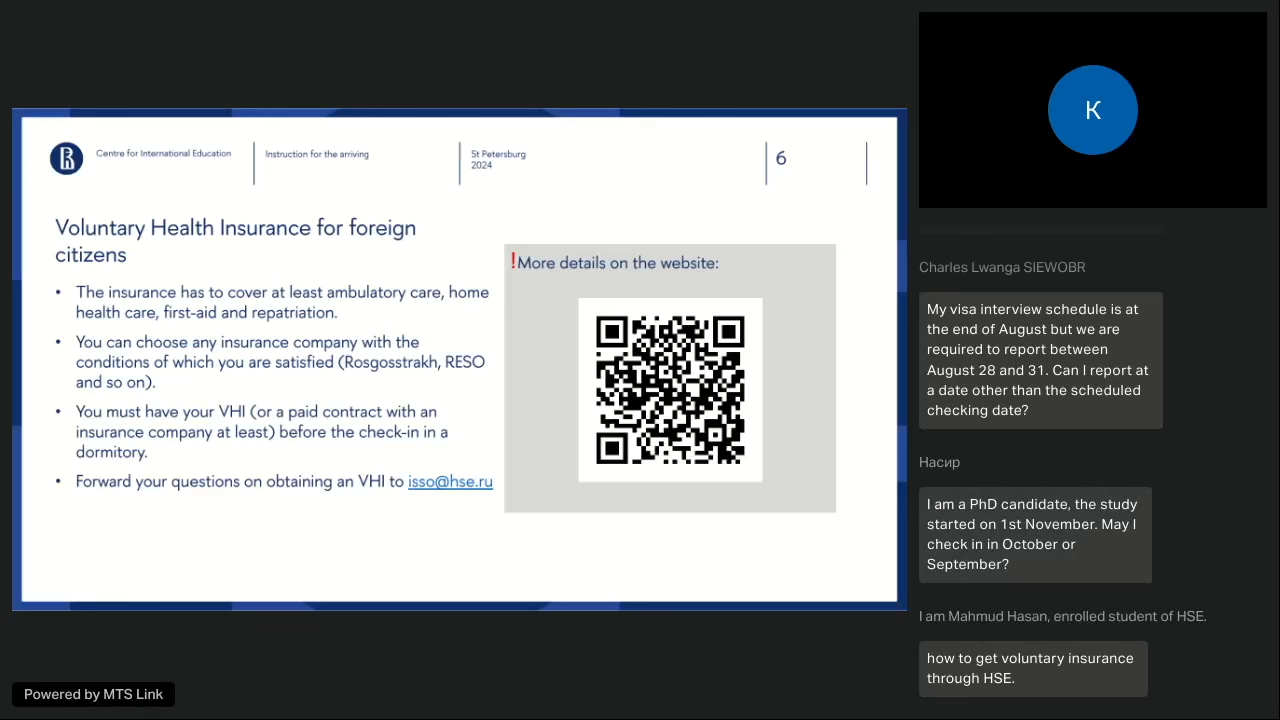 Centre for International Education
Instruction for the arriving
St Petersburg
2024
6
Voluntary Health Insurance for foreign
citizens
• The insurance has to cover at least ambulatory care, home
health care, first-aid and repatriation.
• You can choose any insurance company with the
conditions of which you are satisfied (Rosgosstrakh, RESO
and so on).
• You must have your VHI (or a paid contract with an
insurance company at least) before the check-in in a
dormitory.
• Forward your questions on obtaining an VHI to isso@hse.ru
!More details on the website:
Powered by MTS Link
K
Charles Lwanga SIEWOBR
My visa interview schedule is at
the end of August but we are
required to report between
August 28 and 31. Can I report at
a date other than the scheduled
checking date?
Насир
I am a PhD candidate, the study
started on 1st November. May I
check in in October or
September?
I am Mahmud Hasan, enrolled student of HSE.
how to get voluntary insurance
through HSE.